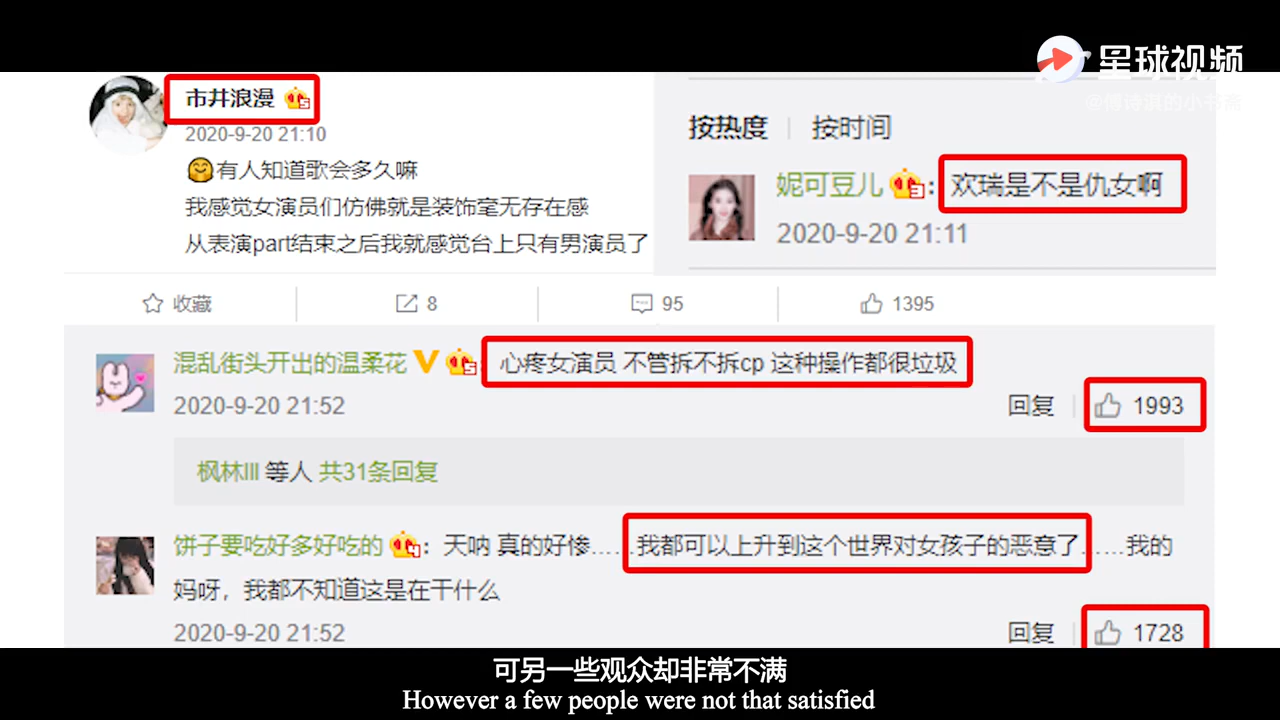 星球视频
@傅诗淇的小书斋
市井浪漫
2020-9-20 21:10
有人知道歌会多久嘛
我感觉女演员们仿佛就是装饰毫无存在感
从表演part结束之后我就感觉台上只有男演员了
按热度 | 按时间
妮可豆儿：欢瑞是不是仇女啊
2020-9-20 21:11
收藏 8 95 1395
混乱街头开出的温柔花 心疼女演员 不管拆不拆cp 这种操作都很垃圾
2020-9-20 21:52 回复 1993
枫林lll 等人 共31条回复
饼子要吃好多好吃的：天呐 真的好惨……我都可以上升到这个世界对女孩子的恶意了……我的
妈呀，我都不知道这是在干什么
2020-9-20 21:52 回复 1728
可另一些观众却非常不满
However a few people were not that satisfied